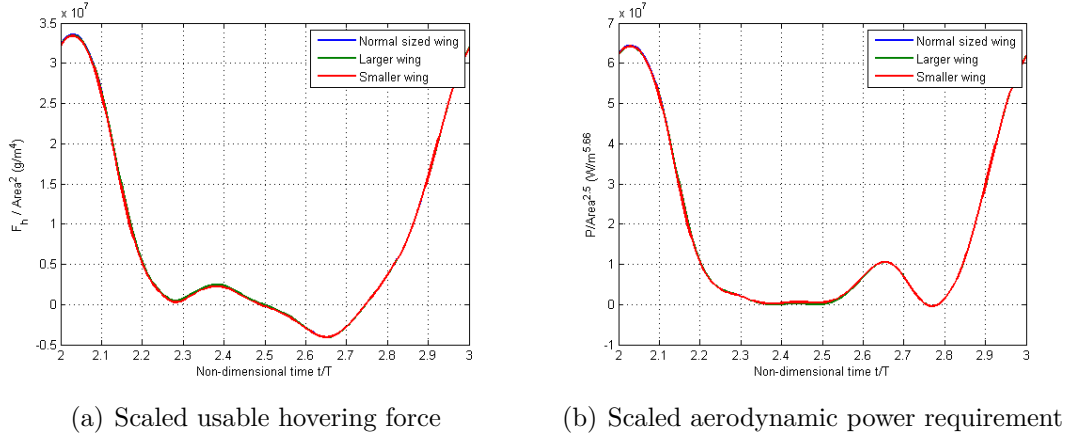 x 10^7
3.5
3
2.5
2
1.5
1
0.5
0
-0.5
F_h / Area^2 (g/m^4)
Normal sized wing
Larger wing
Smaller wing
2 2.1 2.2 2.3 2.4 2.5 2.6 2.7 2.8 2.9 3
Non-dimensional time t/T
(a) Scaled usable hovering force
x 10^7
7
6
5
4
3
2
1
0
-1
P/Area^2.5 (W/m^5.66)
Normal sized wing
Larger wing
Smaller wing
2 2.1 2.2 2.3 2.4 2.5 2.6 2.7 2.8 2.9 3
Non-dimensional time t/T
(b) Scaled aerodynamic power requirement